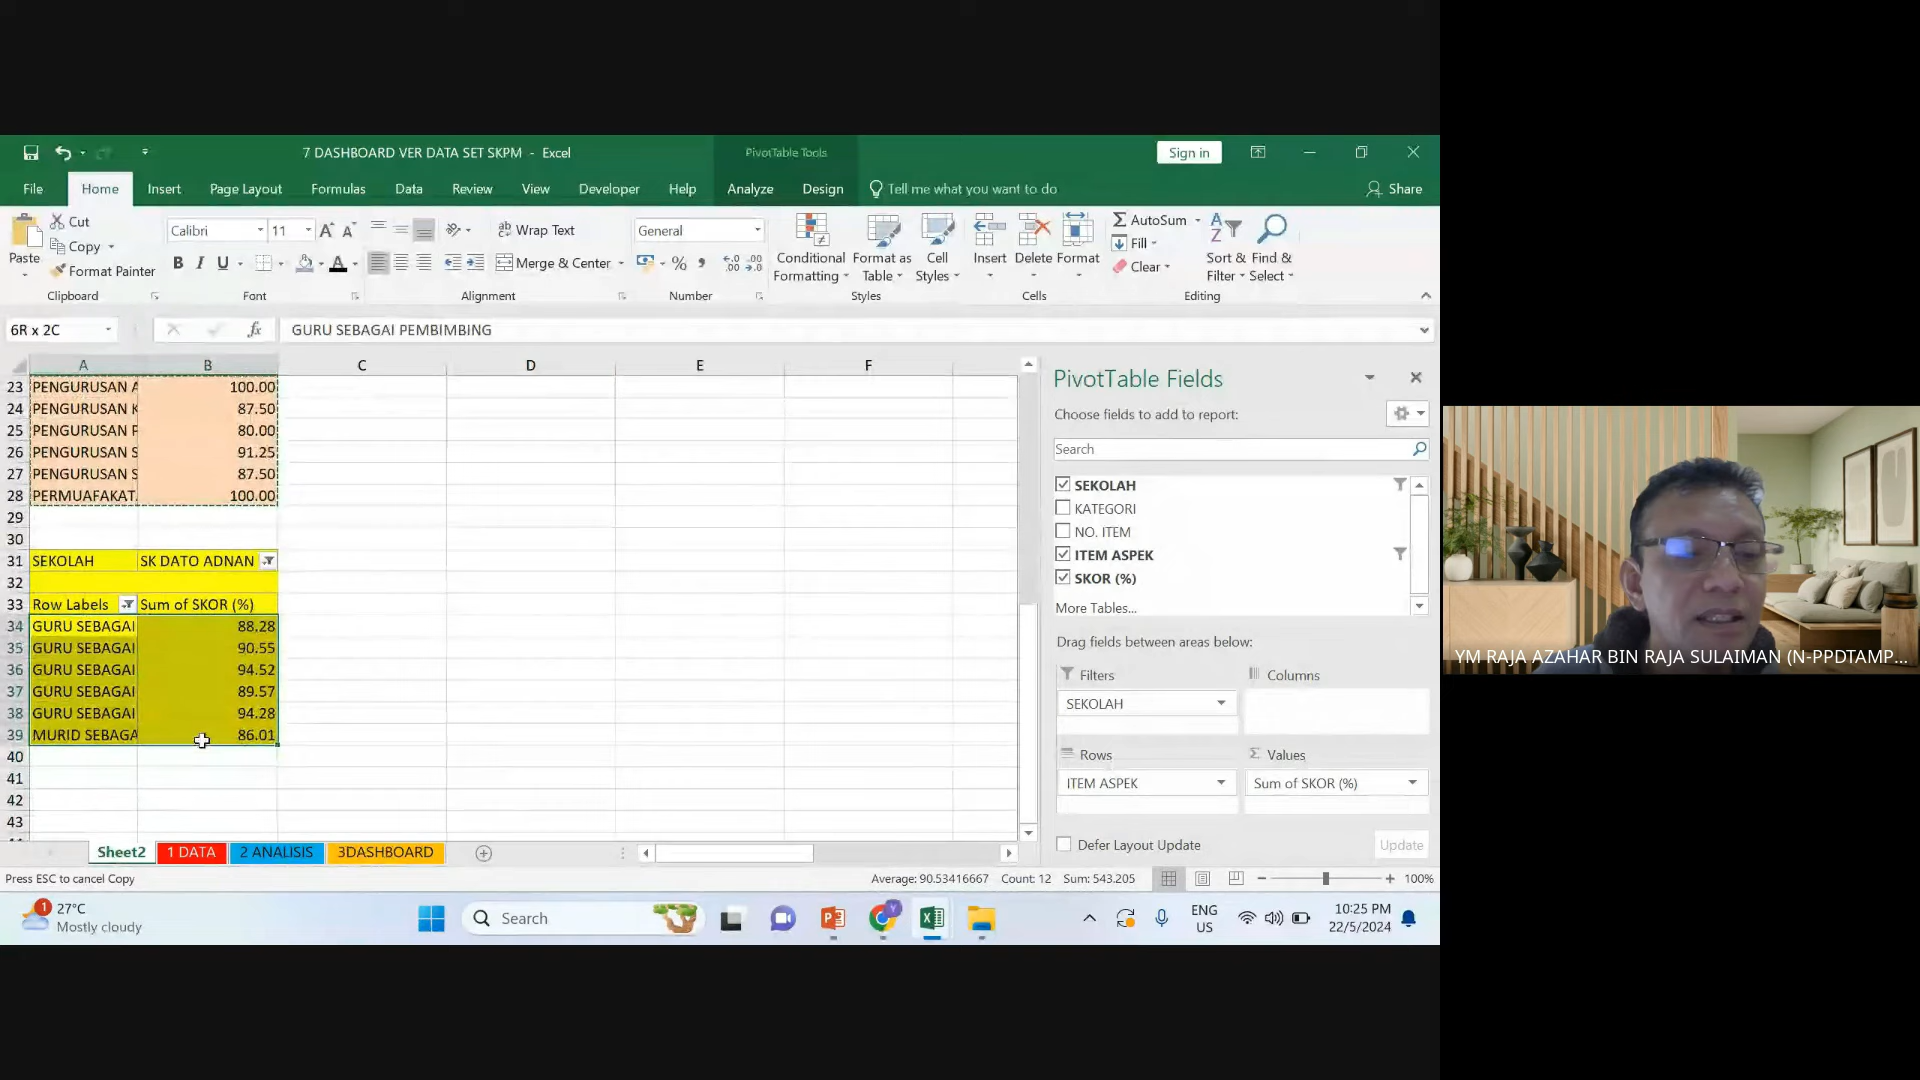 7 DASHBOARD VER DATA SET SKPM - Excel
PivotTable Tools
Sign in
File Home Insert Page Layout Formulas Data Review View Developer Help Analyze Design Tell me what you want to do Share
Paste
Cut
Copy
Format Painter
Calibri 11
B I U
Wrap Text
Merge & Center
General
Conditional Formatting
Format as Table
Cell Styles
Insert
Delete
Format
AutoSum
Fill
Clear
Sort & Filter
Find & Select
Clipboard Font Alignment Number Styles Cells Editing
6R x 2C fx GURU SEBAGAI PEMBIMBING
A B C D E F
23 PENGURUSAN A 100.00
24 PENGURUSAN K 87.50
25 PENGURUSAN P 80.00
26 PENGURUSAN S 91.25
27 PENGURUSAN S 87.50
28 PERMUAFAKAT 100.00
29
30
31 SEKOLAH SK DATO ADNAN
32
33 Row Labels Sum of SKOR (%)
34 GURU SEBAGAI 88.28
35 GURU SEBAGAI 90.55
36 GURU SEBAGAI 94.52
37 GURU SEBAGAI 89.57
38 GURU SEBAGAI 94.28
39 MURID SEBAGA 86.01
40
41
42
43
PivotTable Fields
Choose fields to add to report:
Search
SEKOLAH
KATEGORI
NO. ITEM
ITEM ASPEK
SKOR (%)
More Tables...
Drag fields between areas below:
Filters Columns
SEKOLAH
Rows Values
ITEM ASPEK Sum of SKOR (%)
Defer Layout Update Update
Sheet2 1 DATA 2 ANALISIS 3DASHBOARD
Press ESC to cancel Copy Average: 90.53416667 Count: 12 Sum: 543.205 100%
1 27°C
Mostly cloudy
Search
ENG
US
10:25 PM
22/5/2024
YM RAJA AZAHAR BIN RAJA SULAIMAN (N-PPDTAMP...